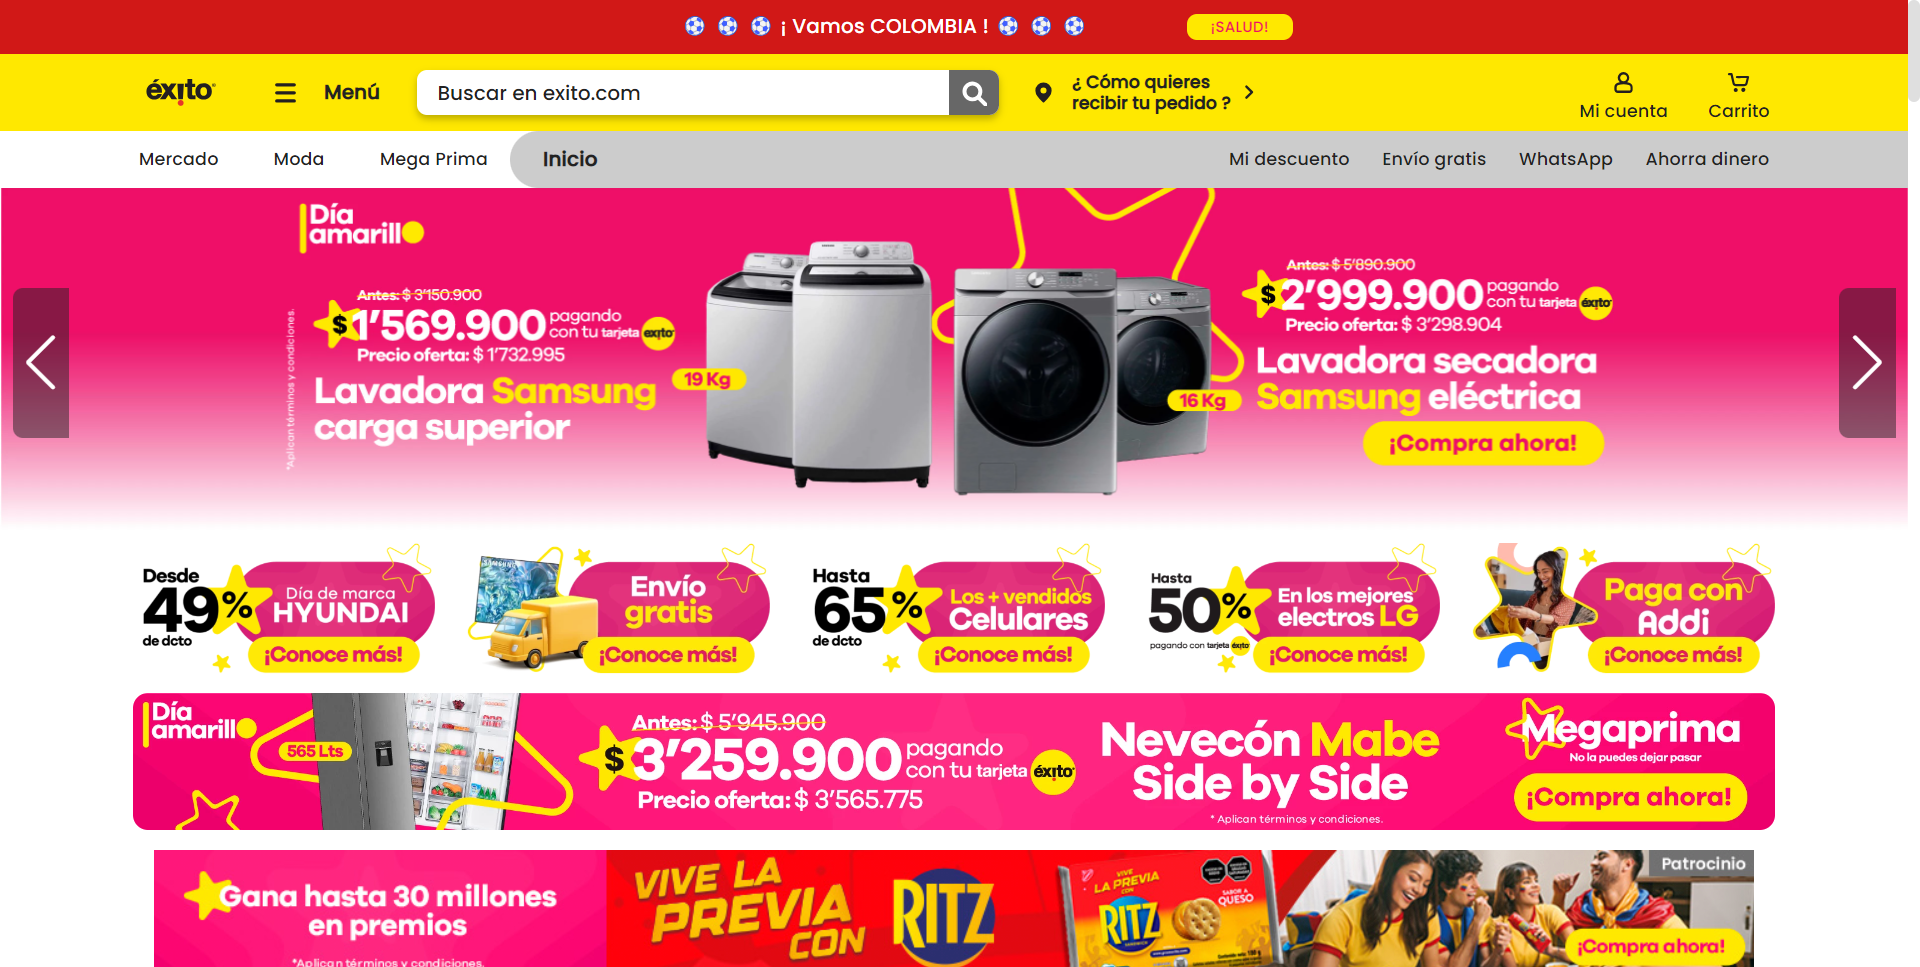 ¡ Vamos COLOMBIA !
¡SALUD!
éxito
Menú
Buscar en exito.com
¿ Cómo quieres
recibir tu pedido ?
Mi cuenta
Carrito
Mercado
Moda
Mega Prima
Inicio
Mi descuento
Envío gratis
WhatsApp
Ahorra dinero
Día
amarillo
Antes: $ 3'150.900
$ 1'569.900 pagando
con tu tarjeta éxito
Precio oferta: $ 1'732.995
Lavadora Samsung
carga superior
*Aplican términos y condiciones.
19 Kg
Antes: $ 5'890.900
$ 2'999.900 pagando
con tu tarjeta éxito
Precio oferta: $ 3'298.904
Lavadora secadora
Samsung eléctrica
16 Kg
¡Compra ahora!
Desde
49%
de dcto
Día de marca
HYUNDAI
¡Conoce más!
SAMSUNG
Envío
gratis
¡Conoce más!
Hasta
65%
de dcto
Los + vendidos
Celulares
¡Conoce más!
Hasta
50%
pagando con tarjeta éxito
En los mejores
electros LG
¡Conoce más!
Paga con
Addi
¡Conoce más!
Día
amarillo
565 Lts
Antes: $ 5'945.900
$ 3'259.900 pagando
con tu tarjeta éxito
Precio oferta: $ 3'565.775
Nevecón Mabe
Side by Side
* Aplican términos y condiciones.
Megaprima
No la puedes dejar pasar
¡Compra ahora!
Gana hasta 30 millones
en premios
*Aplican términos y condiciones.
VIVE LA
PREVIA
CON
RITZ
VIVE
LA PREVIA
CON
RITZ
SABOR A
QUESO
Patrocinio
¡Compra ahora!